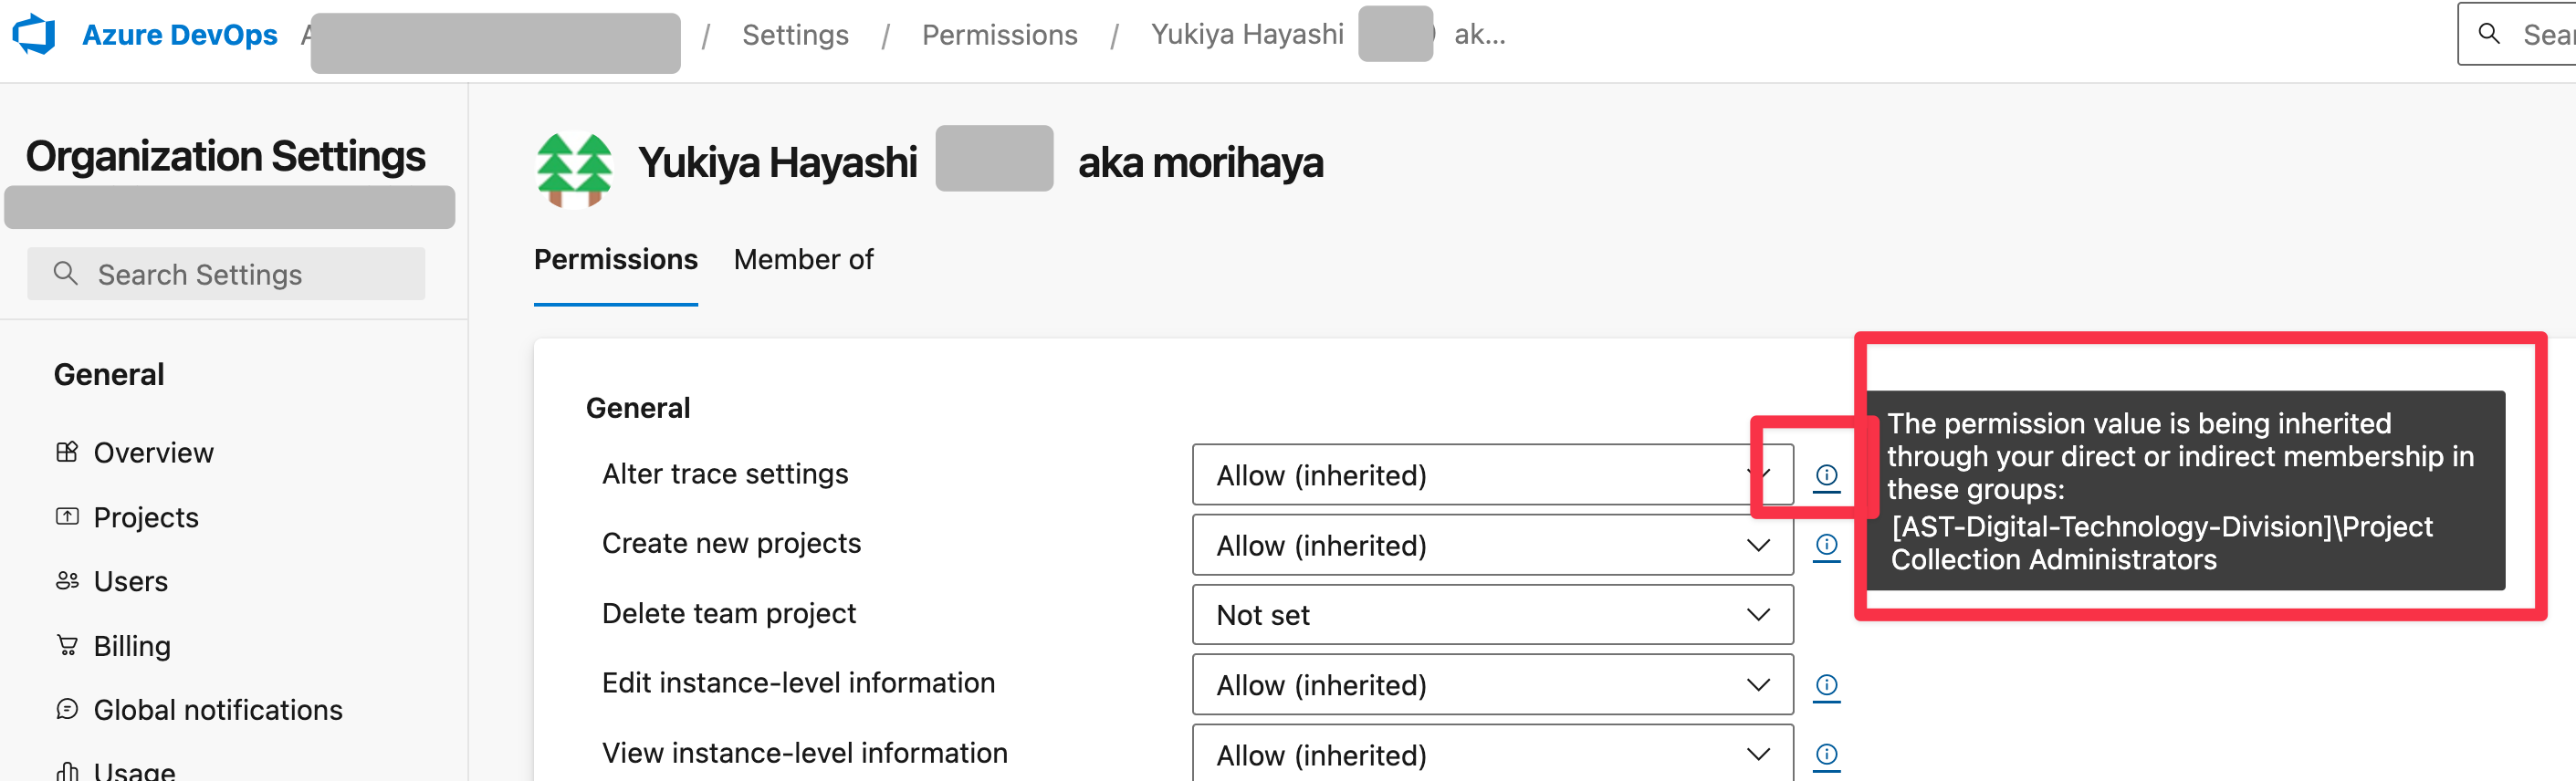 Azure DevOps / Settings / Permissions / Yukiya Hayashi ak...
Organization Settings
Search Settings
General
Overview
Projects
Users
Billing
Global notifications
Usage
Yukiya Hayashi aka morihaya
Permissions Member of
General
Alter trace settings Allow (inherited)
Create new projects Allow (inherited)
Delete team project Not set
Edit instance-level information Allow (inherited)
View instance-level information Allow (inherited)
The permission value is being inherited
through your direct or indirect membership in
these groups:
[AST-Digital-Technology-Division]\Project
Collection Administrators